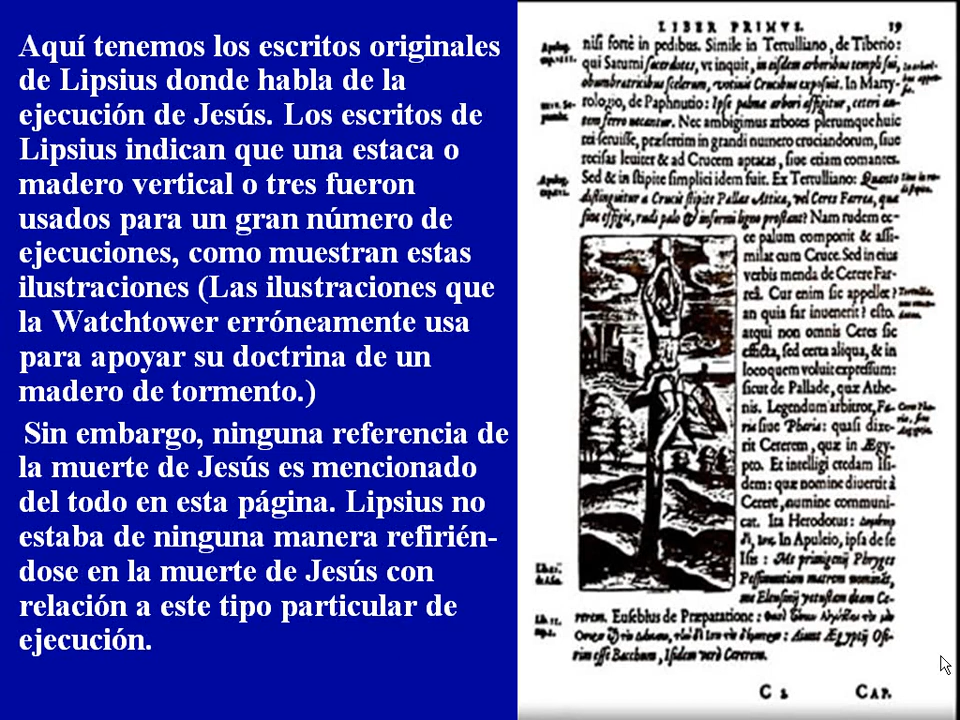 Aquí tenemos los escritos originales
de Lipsius donde habla de la
ejecución de Jesús. Los escritos de
Lipsius indican que una estaca o
madero vertical o tres fueron
usados para un gran número de
ejecuciones, como muestran estas
ilustraciones (Las ilustraciones que
la Watchtower erróneamente usa
para apoyar su doctrina de un
madero de tormento.)
Sin embargo, ninguna referencia de
la muerte de Jesús es mencionado
del todo en esta página. Lipsius no
estaba de ninguna manera refirién-
dose en la muerte de Jesús con
relación a este tipo particular de
ejecución.
LIBER PRIMVS. 19
nisi fortè in pedibus. Simile in Tertulliano, de Tiberio:
qui Saturni sacerdotes, vt inquit, in eisdem arboribus templi sui,
obumbratricibus scelerum, votiuis Crucibus exposuit. In Marty-
rologio, de Paphnutio: Ipse palmæ arbori affigitur, ceteri au-
tem ferro necantur. Nec ambigimus arbores plerumque huic
rei seruisse, præsertim in grandi numero cruciandorum, siue
recisas leuiter & ad Crucem aptatas, siue etiam comantes.
Sed & in stipite simplici idem fuit. Ex Tertulliano: Quanto
distinguitur a Crucis stipite Pallas Attica, vel Ceres Farrea, quæ
sine effigie, rudi palo & informi ligno prostant? Nam rudem ec-
ce palum componit & assi-
milat cum Cruce. Sed in eius
verbis menda de Cerere Far-
reâ. Cur enim sic appellet?
an quia far inuenerit? esto.
atqui non omnis Ceres sic
efficta, sed certa aliqua, & in
locoquem voluit expressum:
sicut de Pallade, quæ Athe-
nis. Legendum arbitror, Fa-
ria siue Pharia: quasi dixe-
rit Cererem, quæ in Ægy-
pto. Et intelligi credam Isi-
dem: quæ nomine diuertit à
Cerere, numine communi-
cat. Ita Herodotus:
In Apuleio, ipsa de se
Isis: Me primigenij Phryges
Pessinuntiam matrem nominãt,
me Eleusinij vetustam deam Ce-
rerem. Eusebius de Præparatione:
Aiunt Ægyptij Osi-
rim esse Bacchum, Isidem verò Cererem.
C 2 CAP.